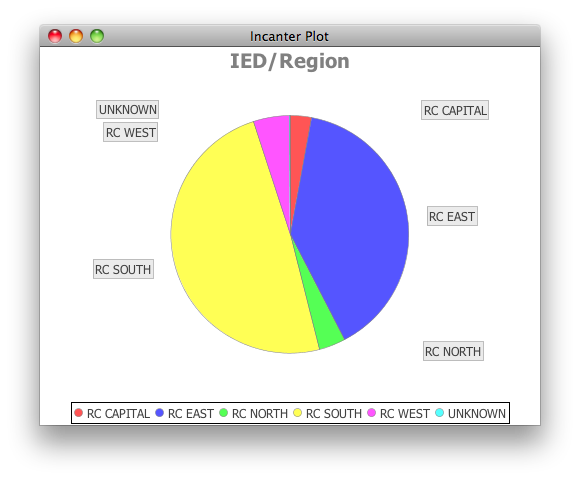 Incanter Plot
IED/Region
UNKNOWN
RC CAPITAL
RC WEST
RC EAST
RC SOUTH
RC NORTH
RC CAPITAL RC EAST RC NORTH RC SOUTH RC WEST UNKNOWN